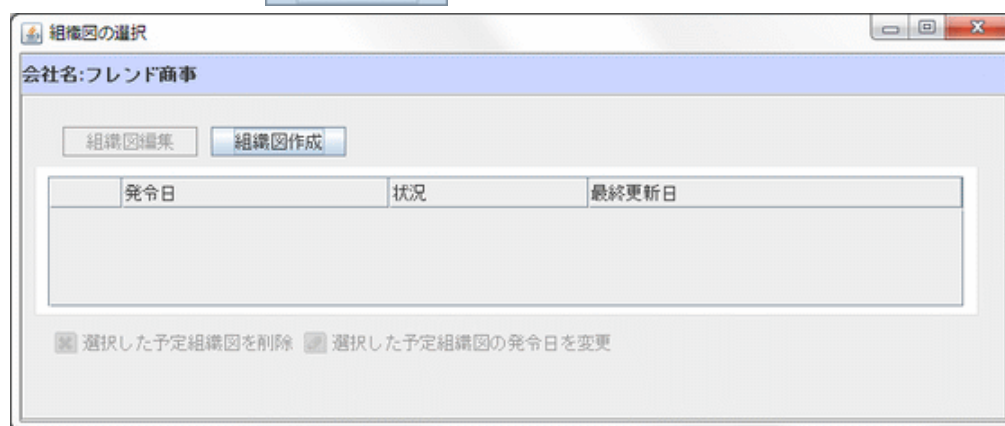 組織図の選択
会社名:フレンド商事
組織図編集 組織図作成
発令日 状況 最終更新日
選択した予定組織図を削除 選択した予定組織図の発令日を変更